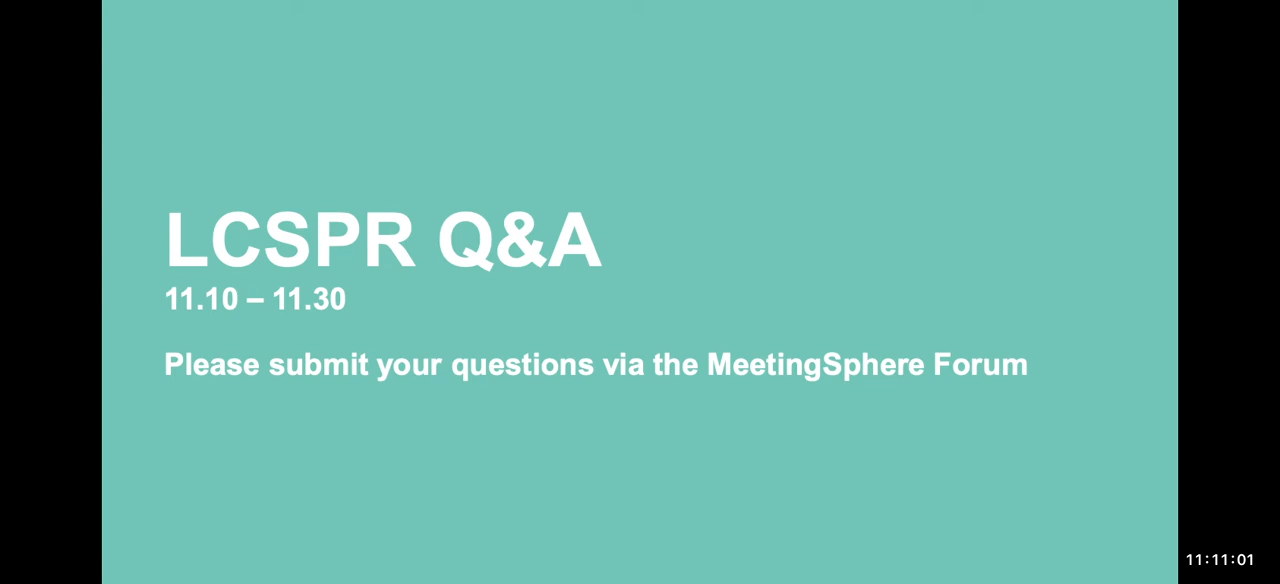 LCSPR Q&A
11.10 – 11.30
Please submit your questions via the MeetingSphere Forum
11:11:01